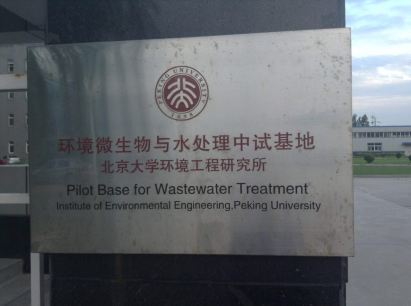 PEKING UNIVERSITY
1898
环境微生物与水处理中试基地
北京大学环境工程研究所
Pilot Base for Wastewater Treatment
Institute of Environmental Engineering,Peking University